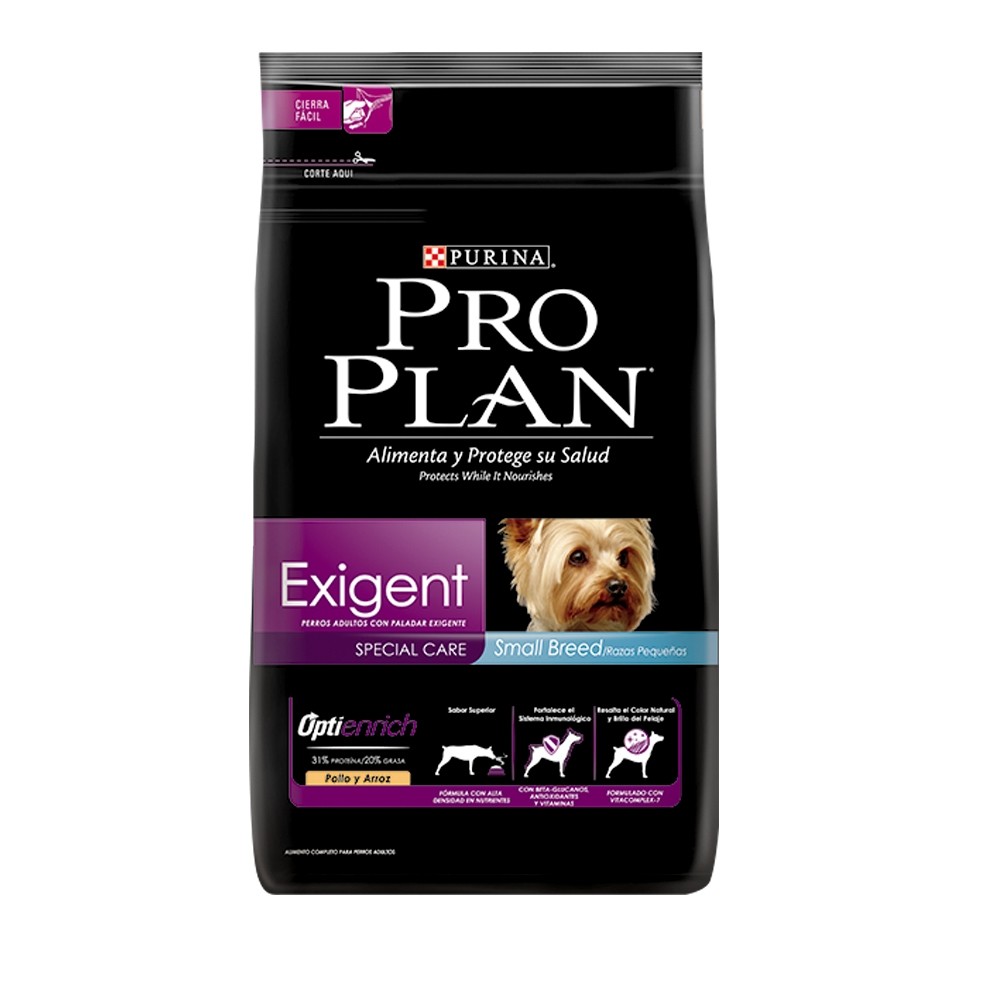 CIERRA
FÁCIL
CORTE AQUI
PURINA
PRO
PLAN
Alimenta y Protege su Salud
Protects While It Nourishes
Exigent
PERROS ADULTOS CON PALADAR EXIGENTE
SPECIAL CARE
Small Breed/Razas Pequeñas
Optienrich
31% PROTEÍNA/20% GRASA
Pollo y Arroz
Sabor Superior
FÓRMULA CON ALTA
DENSIDAD EN NUTRIENTES
Fortalece el
Sistema Inmunológico
CON BETA-GLUCANOS,
ANTIOXIDANTES
Y VITAMINAS
Resalta el Color Natural
y Brillo del Pelaje
FORMULADO CON
VITACOMPLEX-7
ALIMENTO COMPLETO PARA PERROS ADULTOS